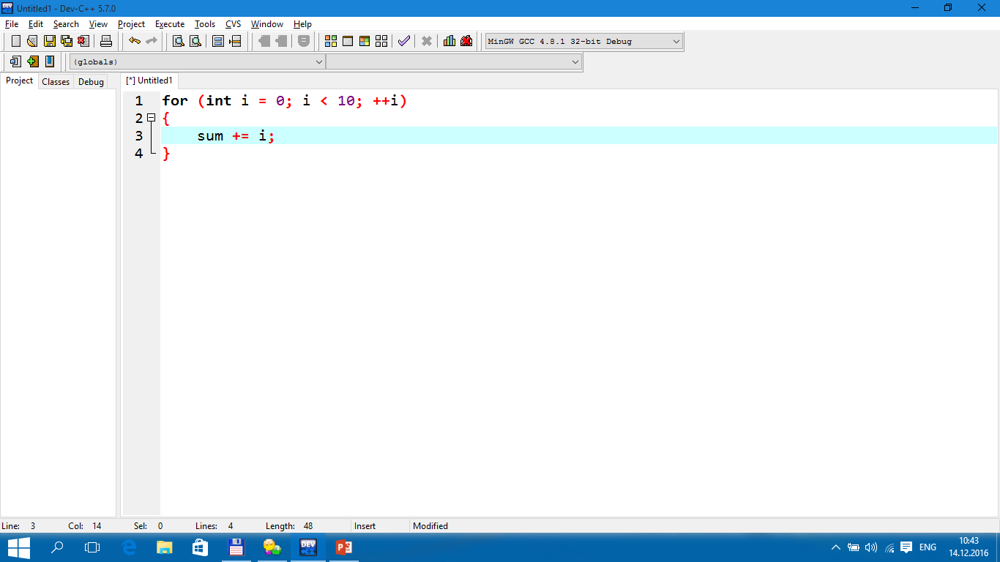 Untitled1 - Dev-C++ 5.7.0
File Edit Search View Project Execute Tools CVS Window Help
MinGW GCC 4.8.1 32-bit Debug
(globals)
Project Classes Debug [*] Untitled1
1 for (int i = 0; i < 10; ++i)
2 {
3     sum += i;
4 }
Line: 3 Col: 14 Sel: 0 Lines: 4 Length: 48 Insert Modified
DEV C++ P ENG 10:43
14.12.2016